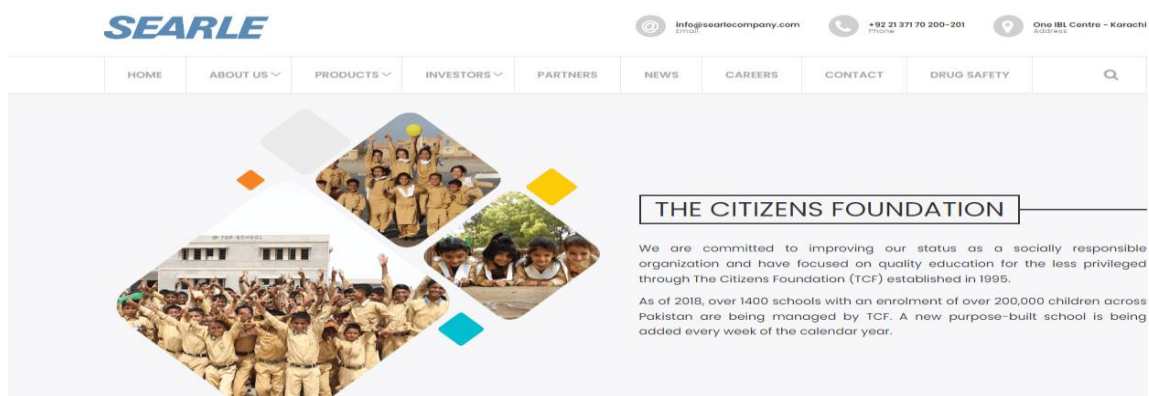 SEARLE
info@searlecompany.com
Email
+92 21 371 70 200-201
Phone
One IBL Centre - Karachi
Address
HOME
ABOUT US
PRODUCTS
INVESTORS
PARTNERS
NEWS
CAREERS
CONTACT
DRUG SAFETY
TCF SCHOOL
THE CITIZENS FOUNDATION
We are committed to improving our status as a socially responsible
organization and have focused on quality education for the less privileged
through The Citizens Foundation (TCF) established in 1995.
As of 2018, over 1400 schools with an enrolment of over 200,000 children across
Pakistan are being managed by TCF. A new purpose-built school is being
added every week of the calendar year.